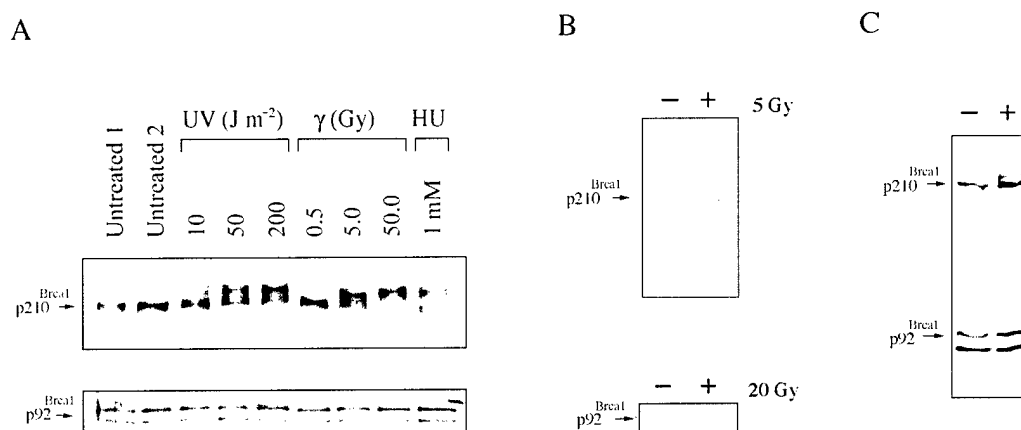 A
B
C
Untreated 1
Untreated 2
UV (J m-2)
10
50
200
γ (Gy)
0.5
5.0
50.0
HU
1 mM
p210 Brca1
p92 Brca1
− + 5 Gy
p210 Brca1
− + 20 Gy
p92 Brca1
− +
p210 Brca1
p92 Brca1